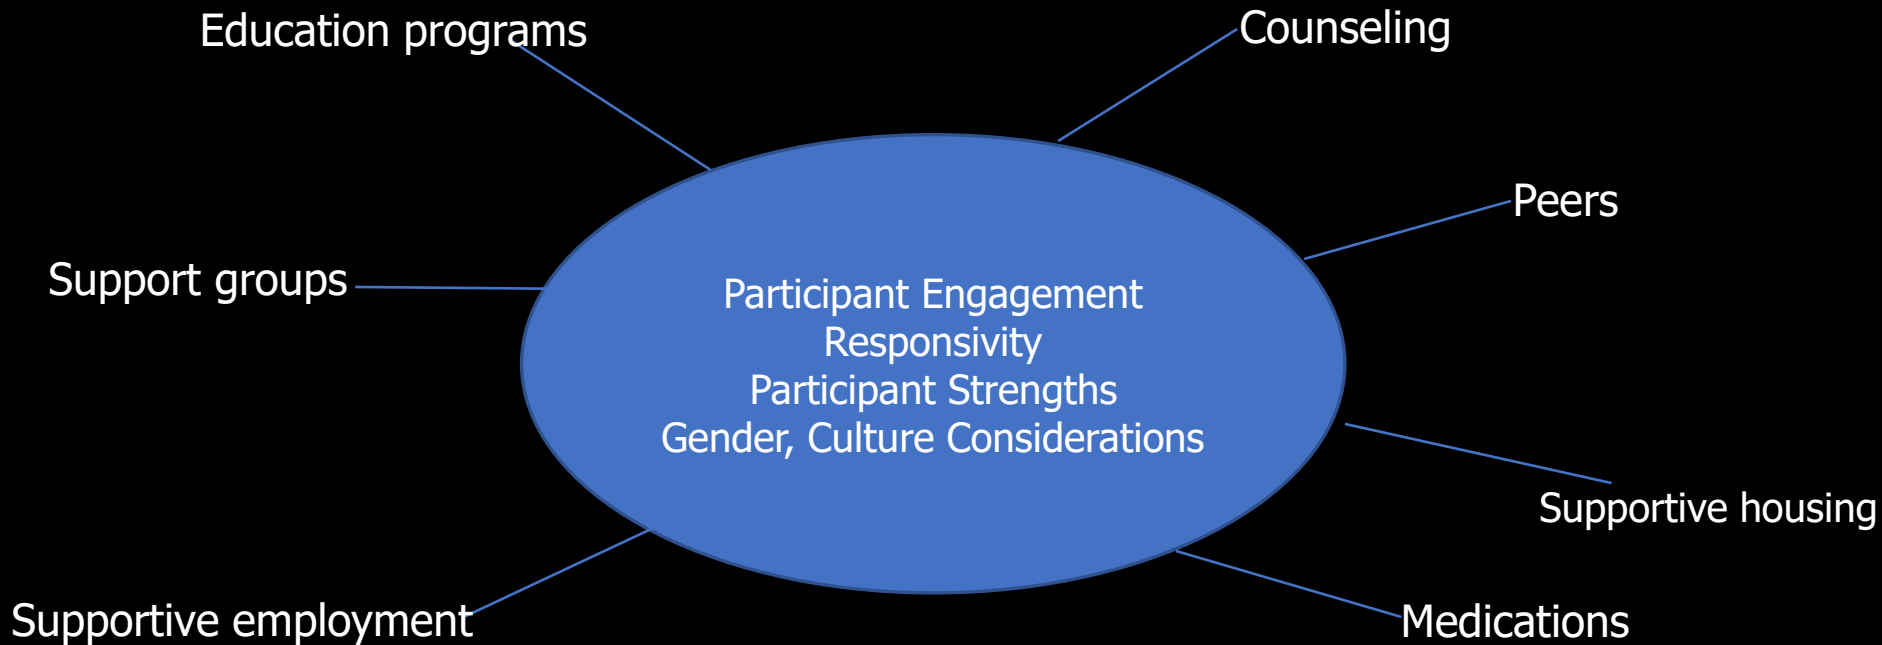 Education programs
Counseling
Peers
Support groups
Participant Engagement
Responsivity
Participant Strengths
Gender, Culture Considerations
Supportive housing
Supportive employment
Medications